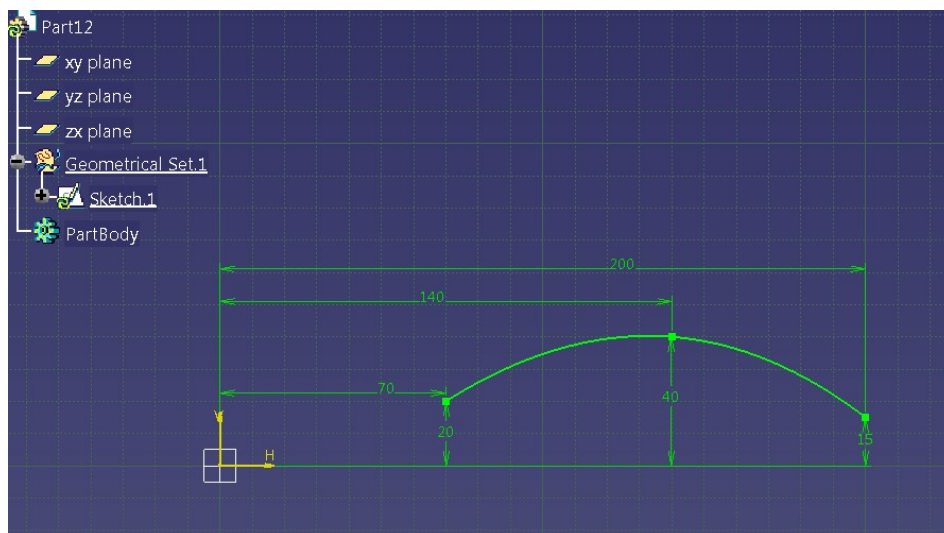 Part12
xy plane
yz plane
zx plane
Geometrical Set.1
Sketch.1
PartBody
200
140
70
40
20
15
V
H